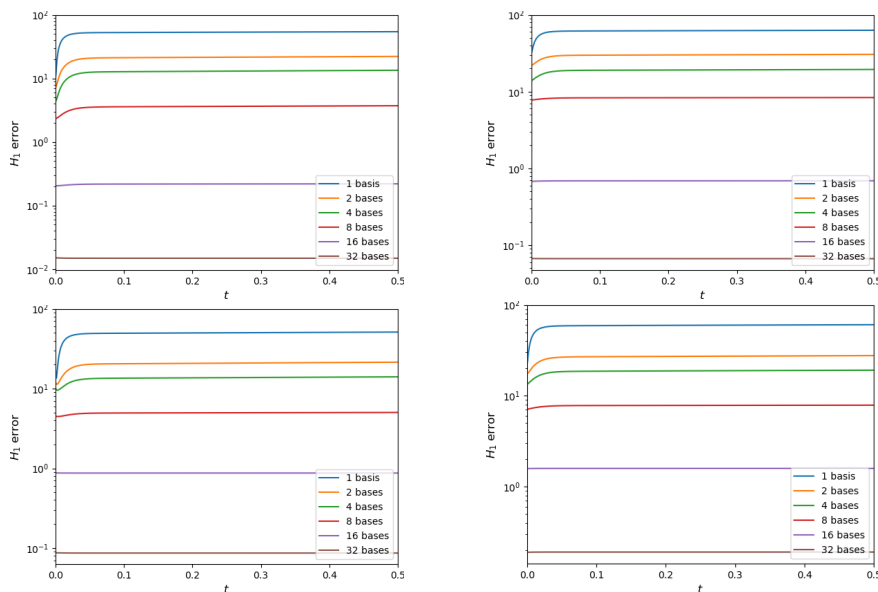 10²
10¹
10⁰
10⁻¹
10⁻²
H₁ error
0.0 0.1 0.2 0.3 0.4 0.5
t
1 basis
2 bases
4 bases
8 bases
16 bases
32 bases
10²
10¹
10⁰
10⁻¹
H₁ error
0.0 0.1 0.2 0.3 0.4 0.5
t
1 basis
2 bases
4 bases
8 bases
16 bases
32 bases
10²
10¹
10⁰
10⁻¹
H₁ error
0.0 0.1 0.2 0.3 0.4 0.5
t
1 basis
2 bases
4 bases
8 bases
16 bases
32 bases
10²
10¹
10⁰
H₁ error
0.0 0.1 0.2 0.3 0.4 0.5
t
1 basis
2 bases
4 bases
8 bases
16 bases
32 bases